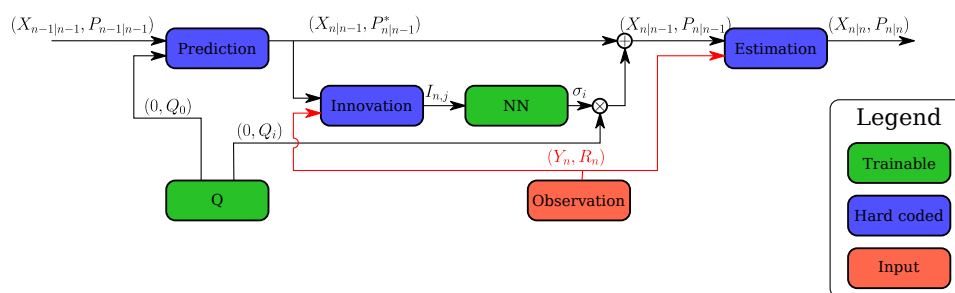 (X_{n-1|n-1}, P_{n-1|n-1})
(X_{n|n-1}, P^*_{n|n-1})
(X_{n|n-1}, P_{n|n-1})
(X_{n|n}, P_{n|n})
Prediction
Estimation
Innovation
I_{n,j}
NN
σ_i
(0, Q_0)
(0, Q_i)
(Y_n, R_n)
Q
Observation
Legend
Trainable
Hard coded
Input